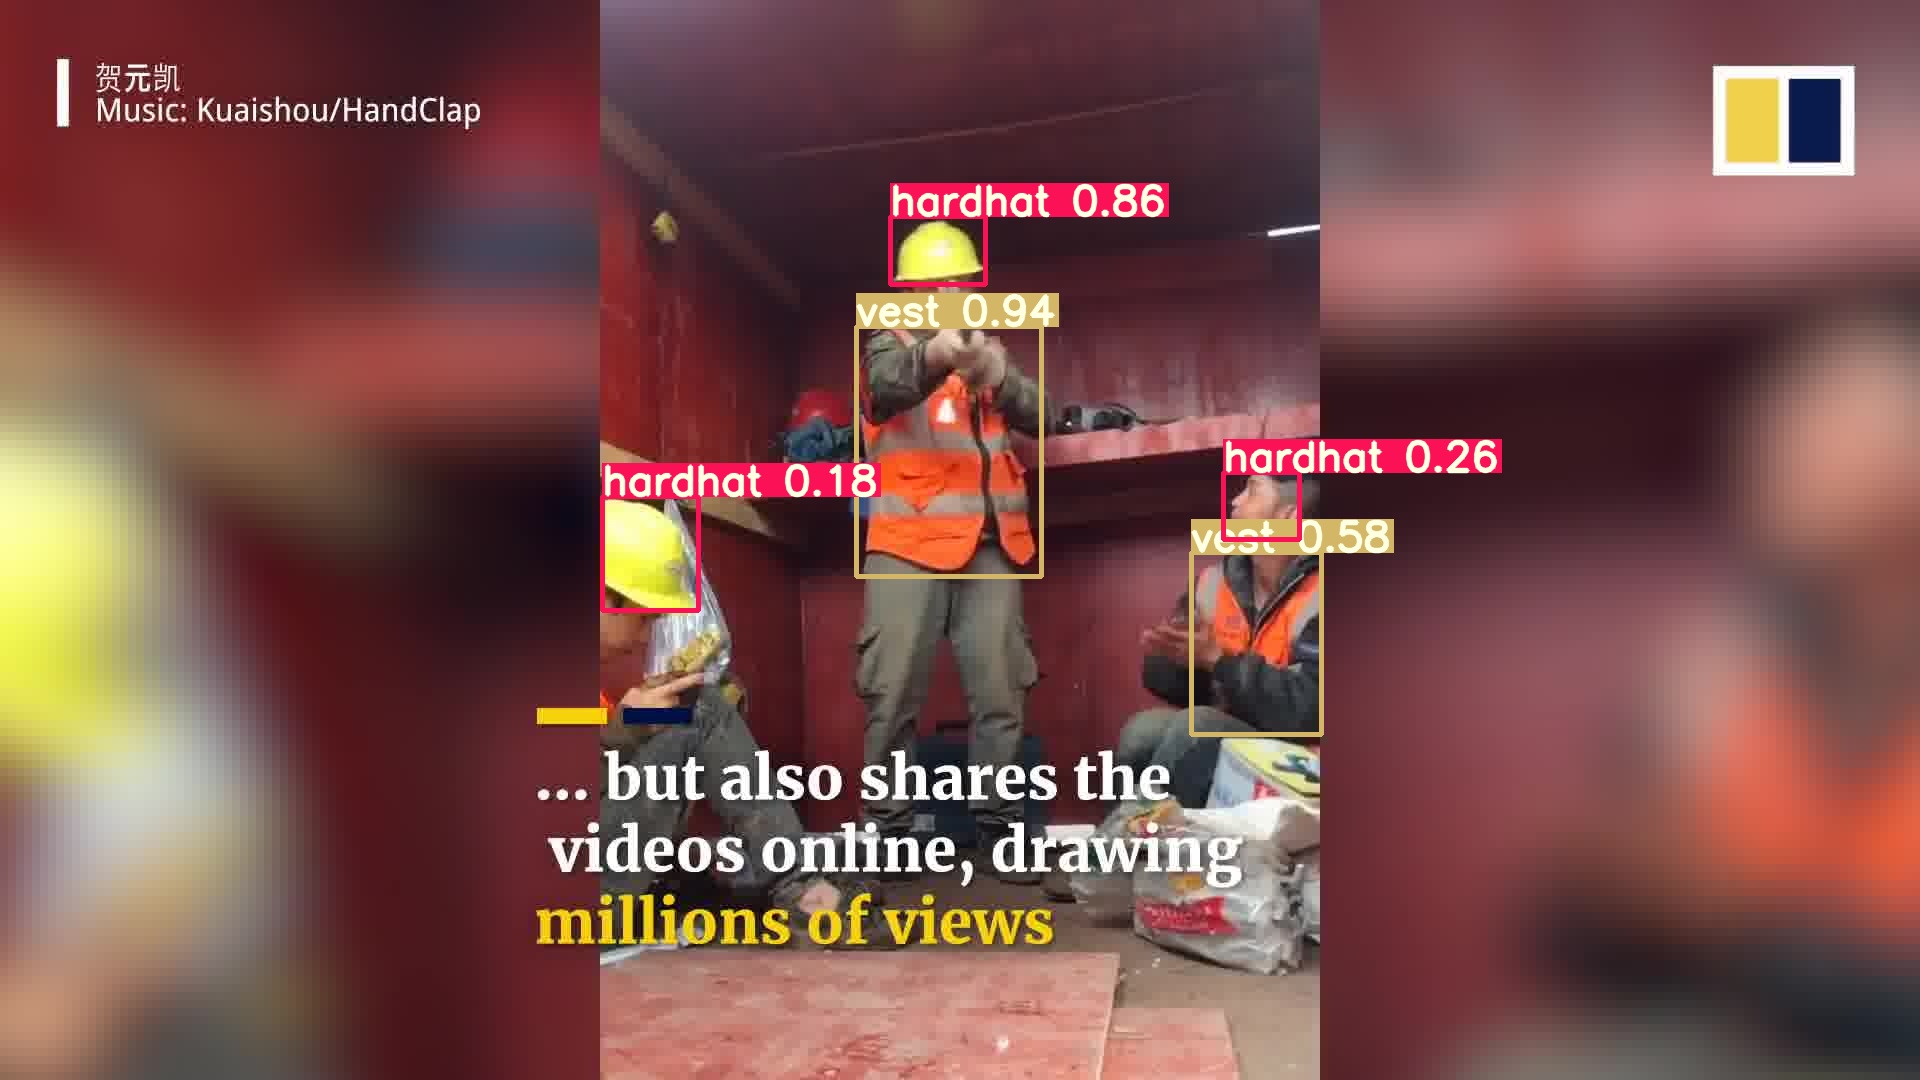 贺元凯
Music: Kuaishou/HandClap
hardhat 0.86
vest 0.94
hardhat 0.26
hardhat 0.18
vest 0.58
... but also shares the
videos online, drawing
millions of views